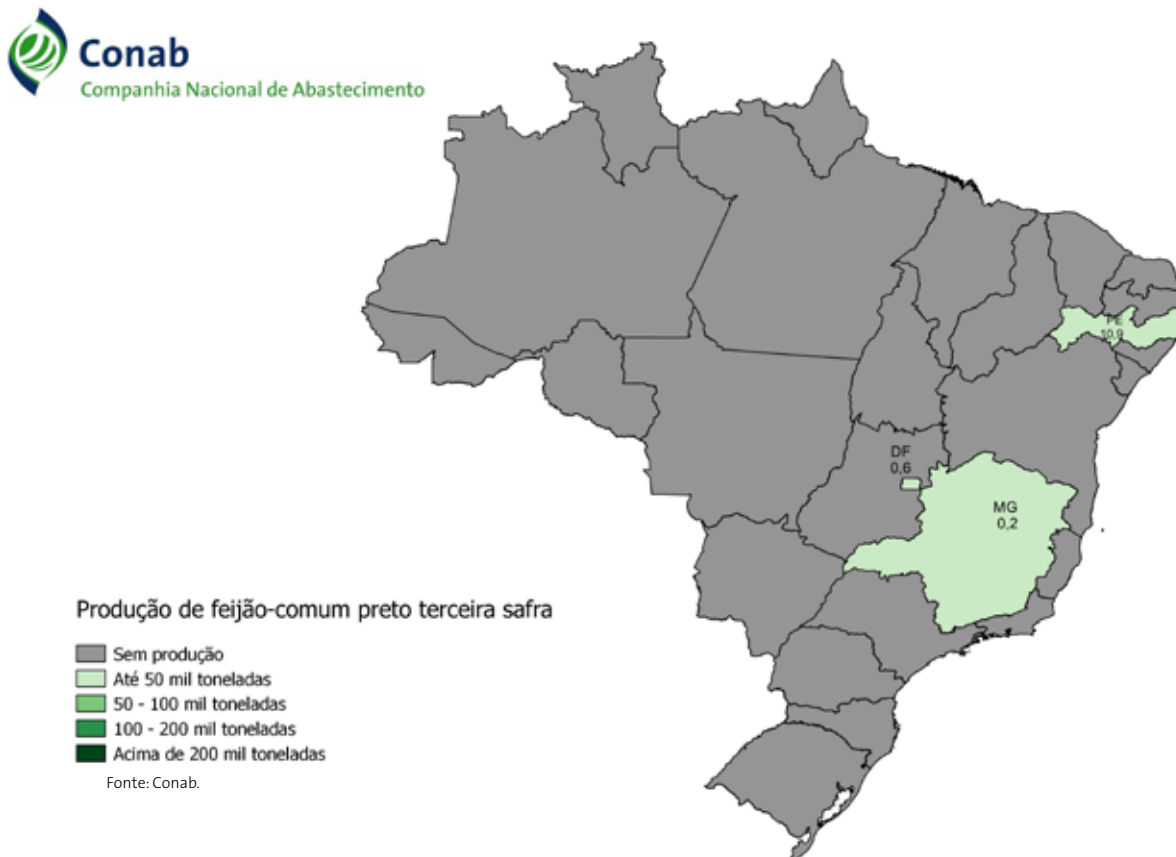 Conab
Companhia Nacional de Abastecimento
PE
10,9
DF
0,6
MG
0,2
Produção de feijão-comum preto terceira safra
Sem produção
Até 50 mil toneladas
50 - 100 mil toneladas
100 - 200 mil toneladas
Acima de 200 mil toneladas
Fonte: Conab.